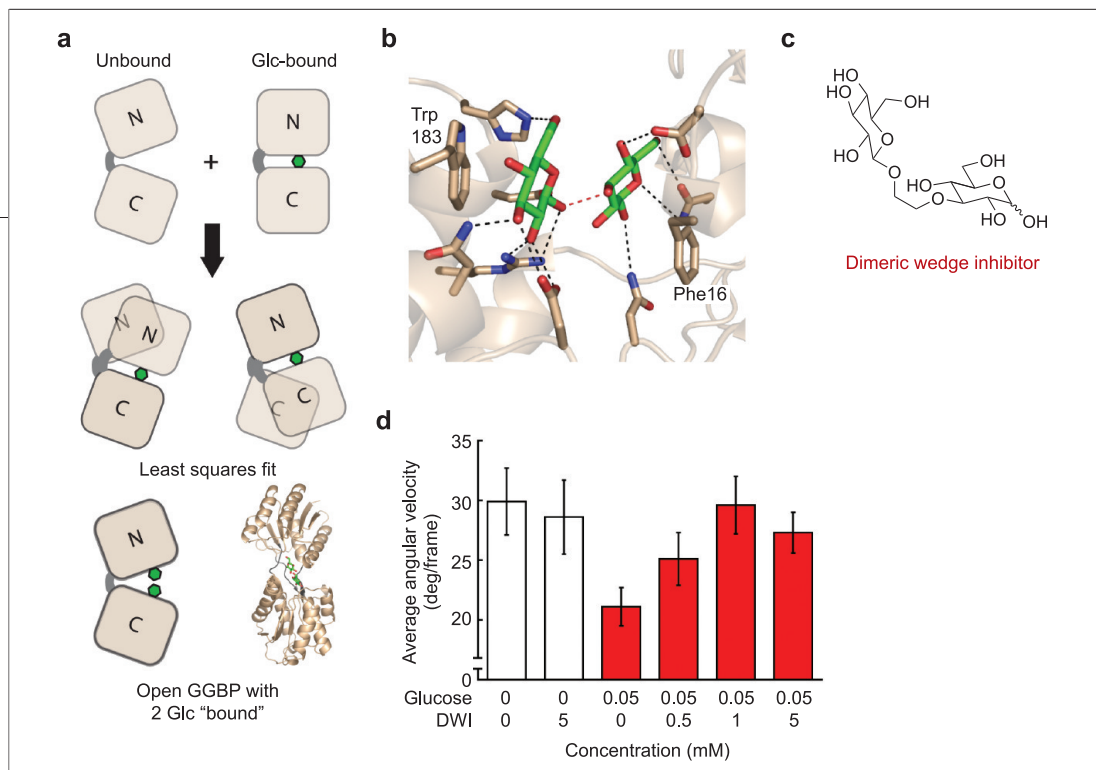 a
Unbound
Glc-bound
N
C
+
N
C
N
N
C
N
C
C
Least squares fit
N
C
Open GGBP with
2 Glc “bound”
b
Trp
183
Phe16
c
HO
HO
OH
O
HO
HO
O
O
OH
HO
O
O
HO
OH
Dimeric wedge inhibitor
d
Average angular velocity
(deg/frame)
35
30
25
20
0
Glucose 0 0 0.05 0.05 0.05 0.05
DWI 0 5 0 0.5 1 5
Concentration (mM)